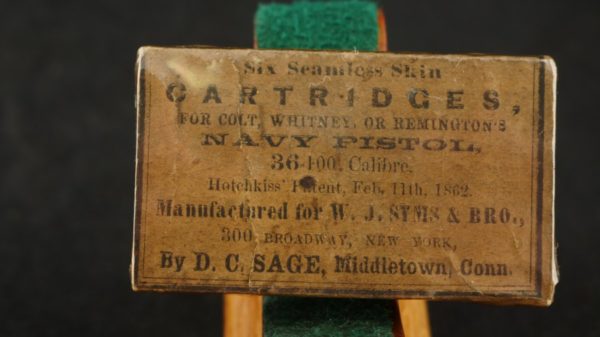 Six Seamless Skin
CARTRIDGES,
FOR COLT, WHITNEY, OR REMINGTON'S
NAVY PISTOL,
36-100. Calibre.
Hotchkiss' Patent, Feb. 11th, 1862.
Manufactured for W. J. SYMS & BRO.,
300 BROADWAY, NEW YORK,
By D. C. SAGE, Middletown, Conn.